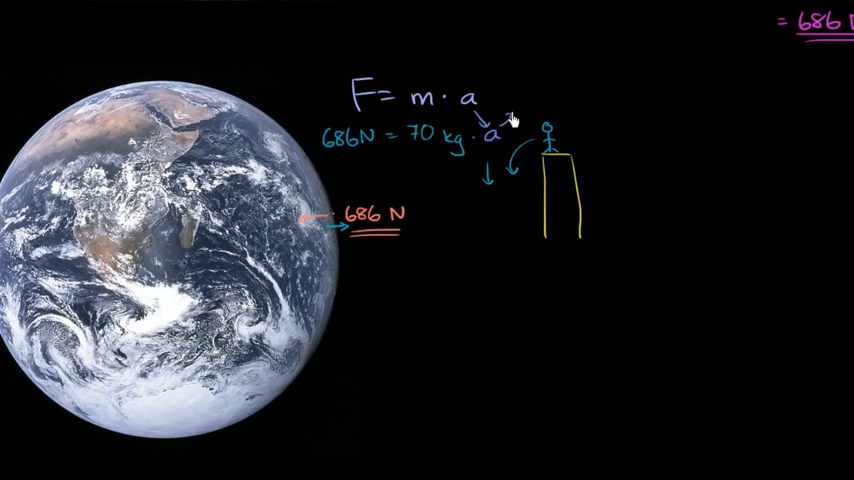 = 686
F = m · a
686N = 70 kg · a
686 N